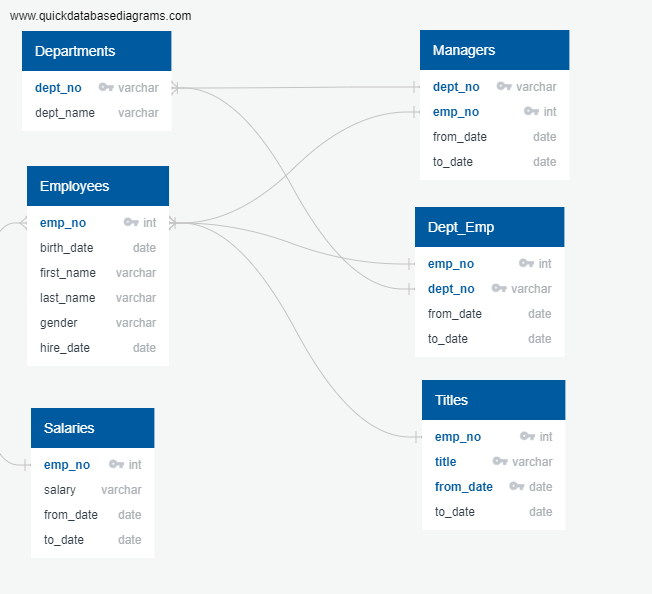 www.quickdatabasediagrams.com
Departments
dept_no varchar
dept_name varchar
Employees
emp_no int
birth_date date
first_name varchar
last_name varchar
gender varchar
hire_date date
Salaries
emp_no int
salary varchar
from_date date
to_date date
Managers
dept_no varchar
emp_no int
from_date date
to_date date
Dept_Emp
emp_no int
dept_no varchar
from_date date
to_date date
Titles
emp_no int
title varchar
from_date date
to_date date